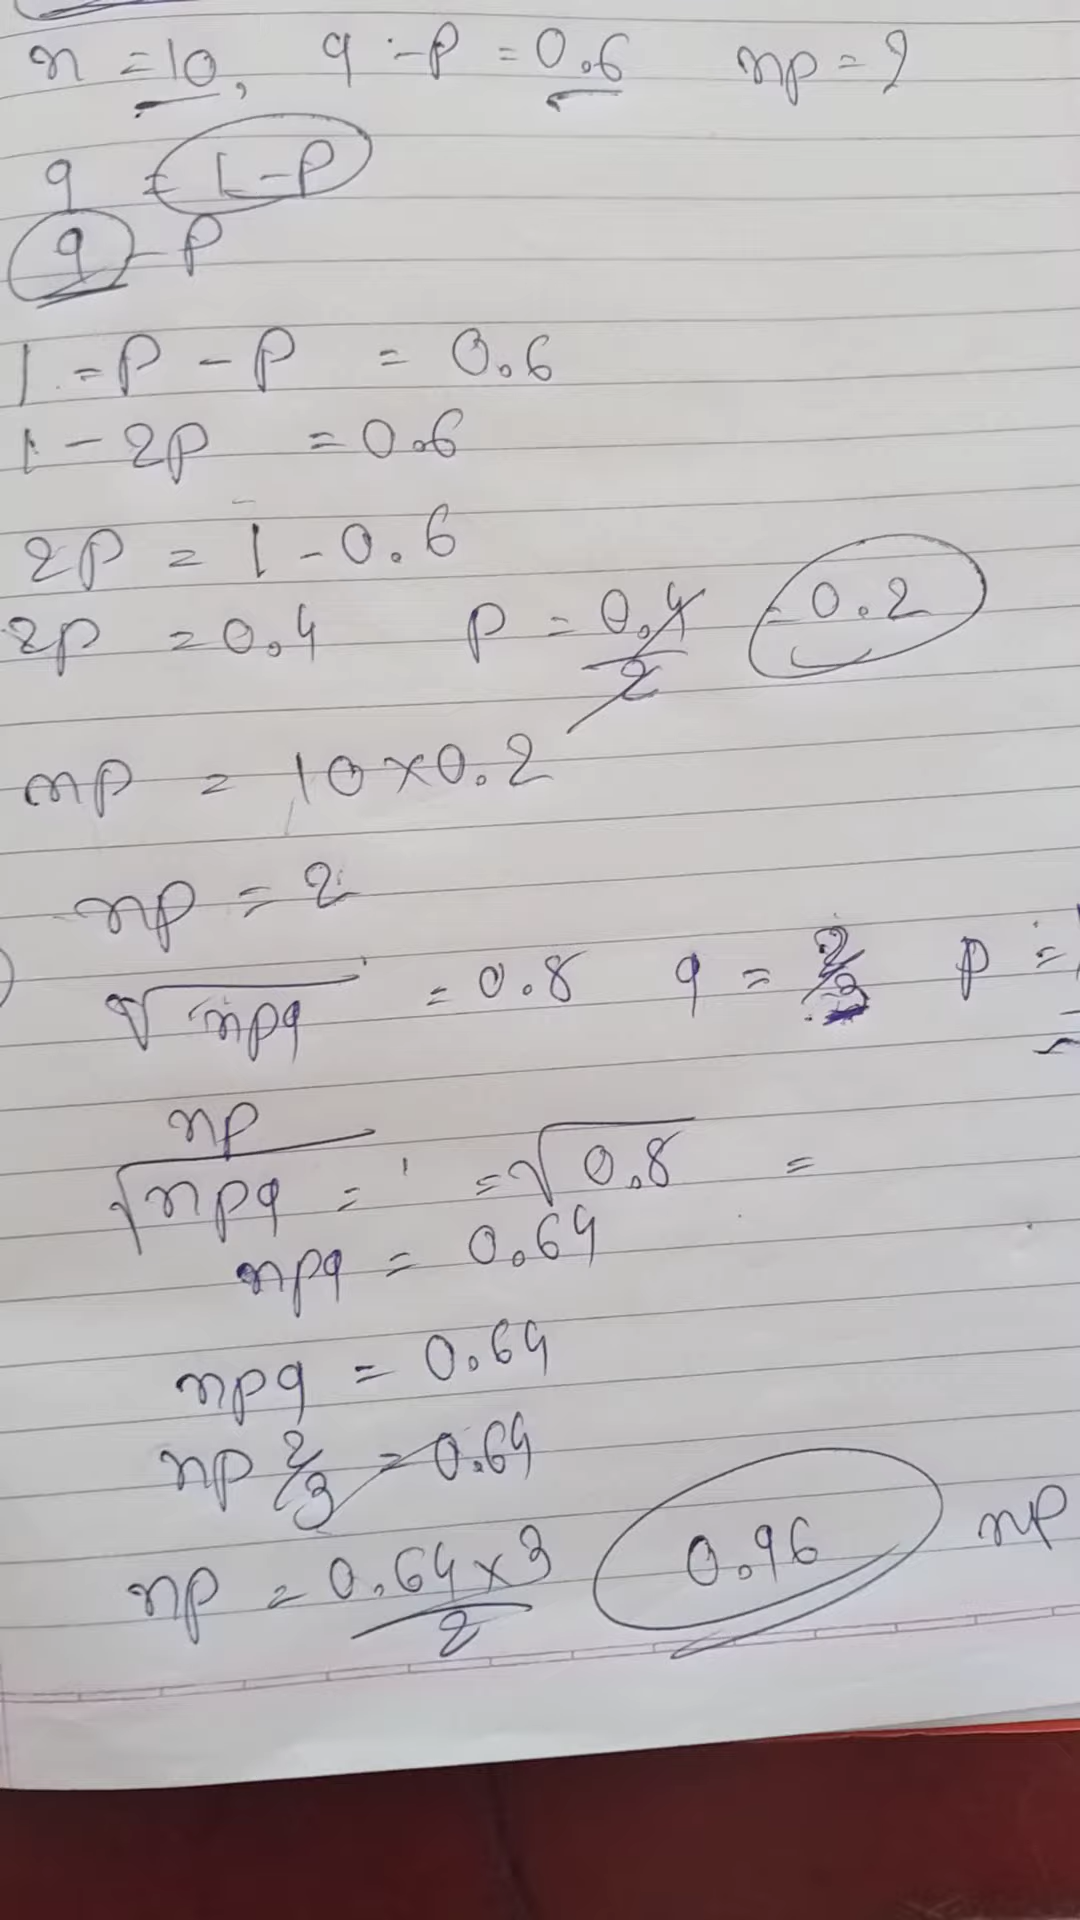 n = 10, q - p = 0.6 np = ?
q = 1 - p
q - p
1 - p - p = 0.6
1 - 2p = 0.6
2p = 1 - 0.6
2p = 0.4 p = 0.4/2 = 0.2
np = 10 × 0.2
np = 2
√npq = 0.8 q = 2/3 p =
np
√npq = = √0.8 =
npq = 0.64
npq = 0.64
np 2/3 = 0.64
np = 0.64 × 3/2 0.96 np